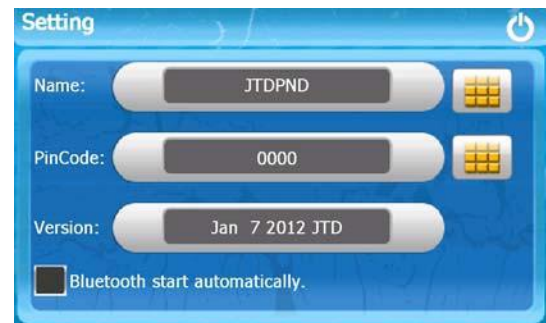 Setting
Name: JTDPND
PinCode: 0000
Version: Jan 7 2012 JTD
Bluetooth start automatically.